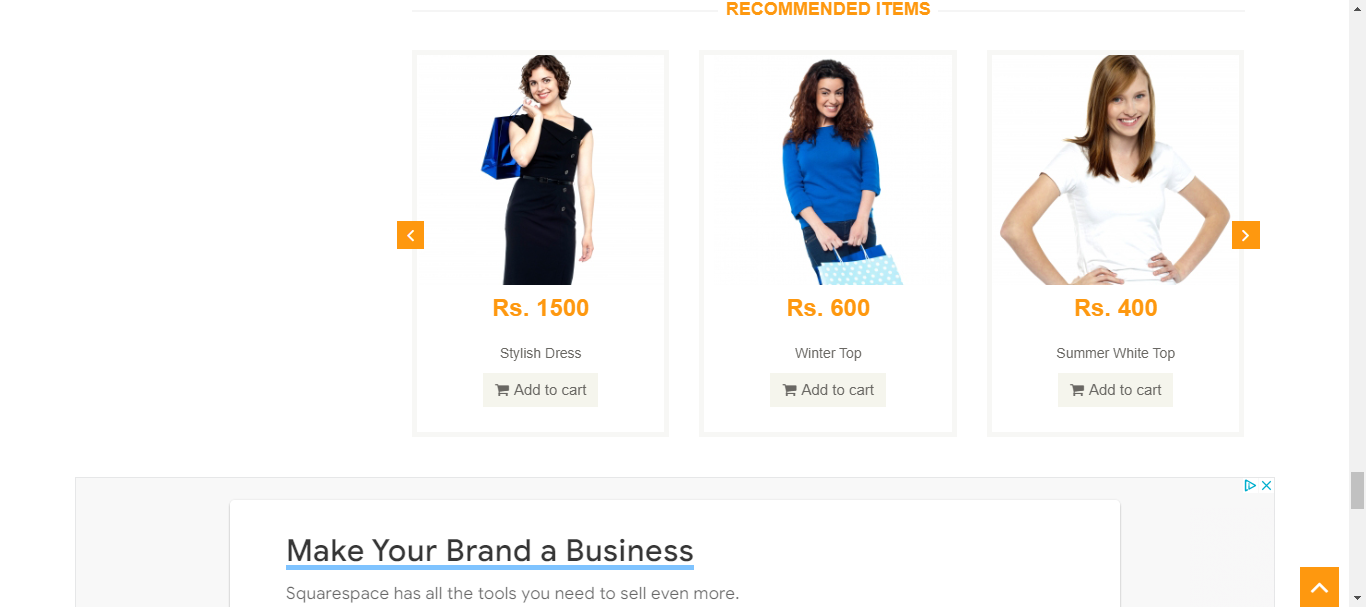 RECOMMENDED ITEMS
Rs. 1500
Rs. 600
Rs. 400
Stylish Dress
Winter Top
Summer White Top
Add to cart
Add to cart
Add to cart
Make Your Brand a Business
Squarespace has all the tools you need to sell even more.